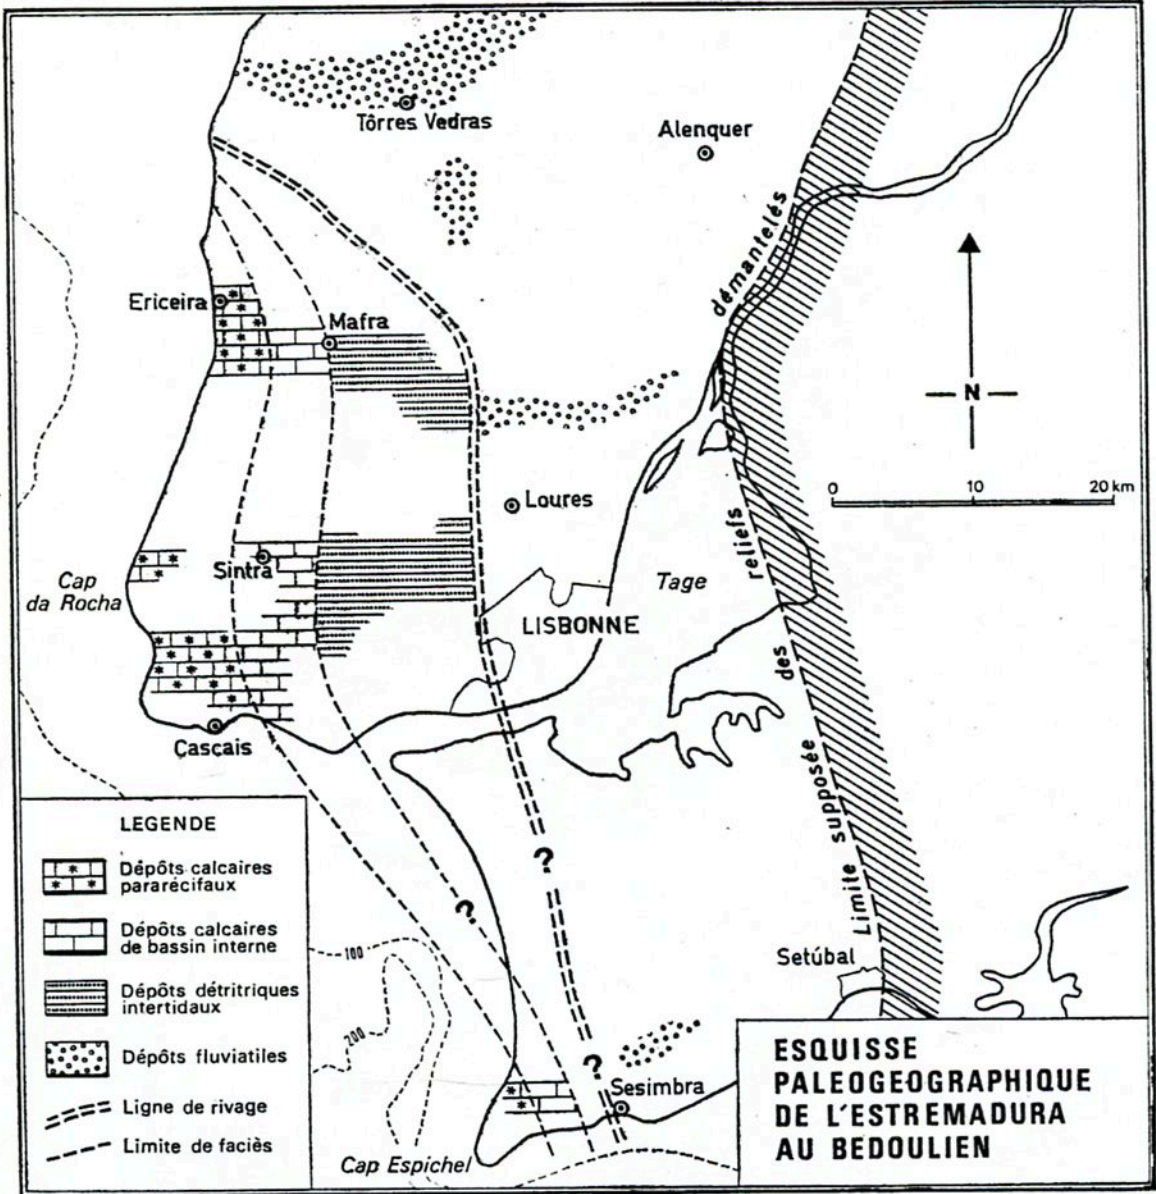 Tôrres Vedras
Alenquer
démantelés
Ericeira
Mafra
N
0 10 20 km
Loures
reliefs
Sintra
Tage
Cap
da Rocha
LISBONNE
des
Cascais
supposée
Limite
?
?
?
100
200
Setúbal
Sesimbra
Cap Espichel
LEGENDE
Dépôts calcaires
pararécifaux
Dépôts calcaires
de bassin interne
Dépôts détritriques
intertidaux
Dépôts fluviatiles
Ligne de rivage
Limite de faciès
ESQUISSE
PALEOGEOGRAPHIQUE
DE L'ESTREMADURA
AU BEDOULIEN